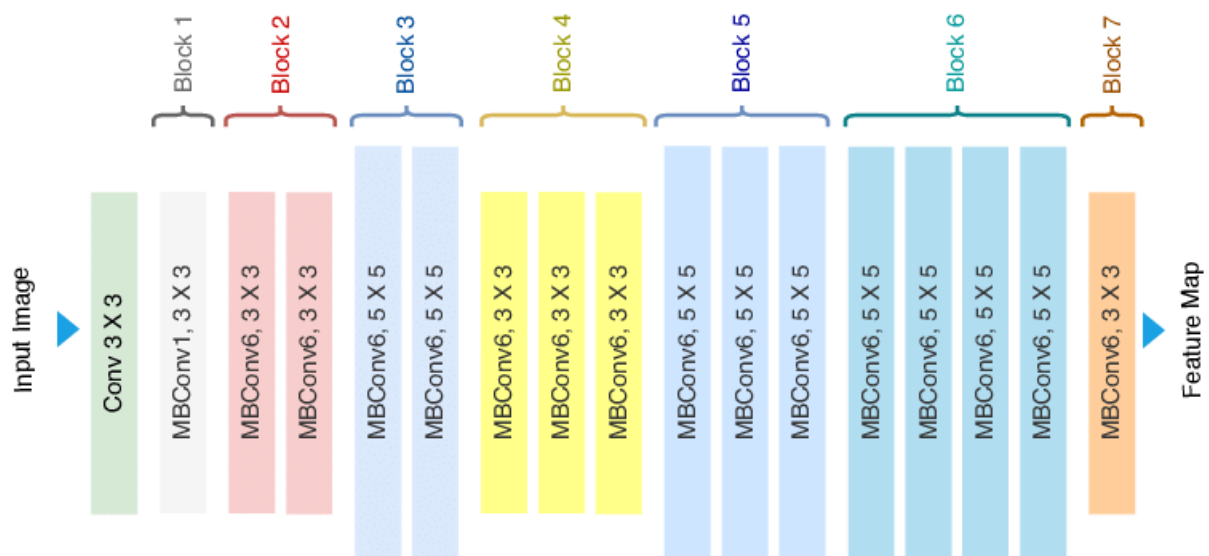 Block 1
Block 2
Block 3
Block 4
Block 5
Block 6
Block 7
Input Image
Conv 3 X 3
MBConv1, 3 X 3
MBConv6, 3 X 3
MBConv6, 3 X 3
MBConv6, 5 X 5
MBConv6, 5 X 5
MBConv6, 3 X 3
MBConv6, 3 X 3
MBConv6, 3 X 3
MBConv6, 5 X 5
MBConv6, 5 X 5
MBConv6, 5 X 5
MBConv6, 5 X 5
MBConv6, 5 X 5
MBConv6, 5 X 5
MBConv6, 5 X 5
MBConv6, 3 X 3
Feature Map